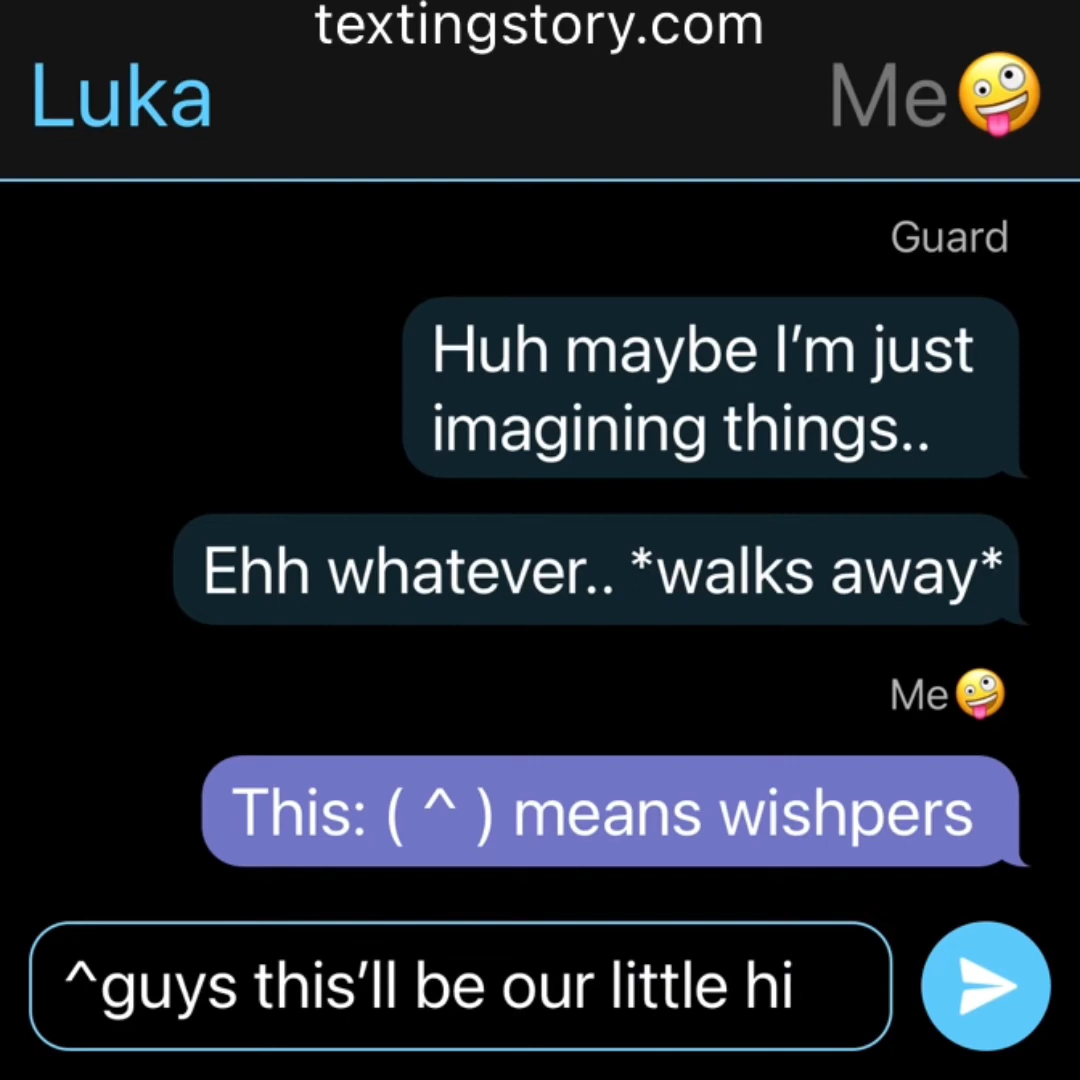 textingstory.com
Luka
Me🤪
Guard
Huh maybe I’m just
imagining things..
Ehh whatever.. *walks away*
Me🤪
This: ( ^ ) means wishpers
^guys this’ll be our little hi